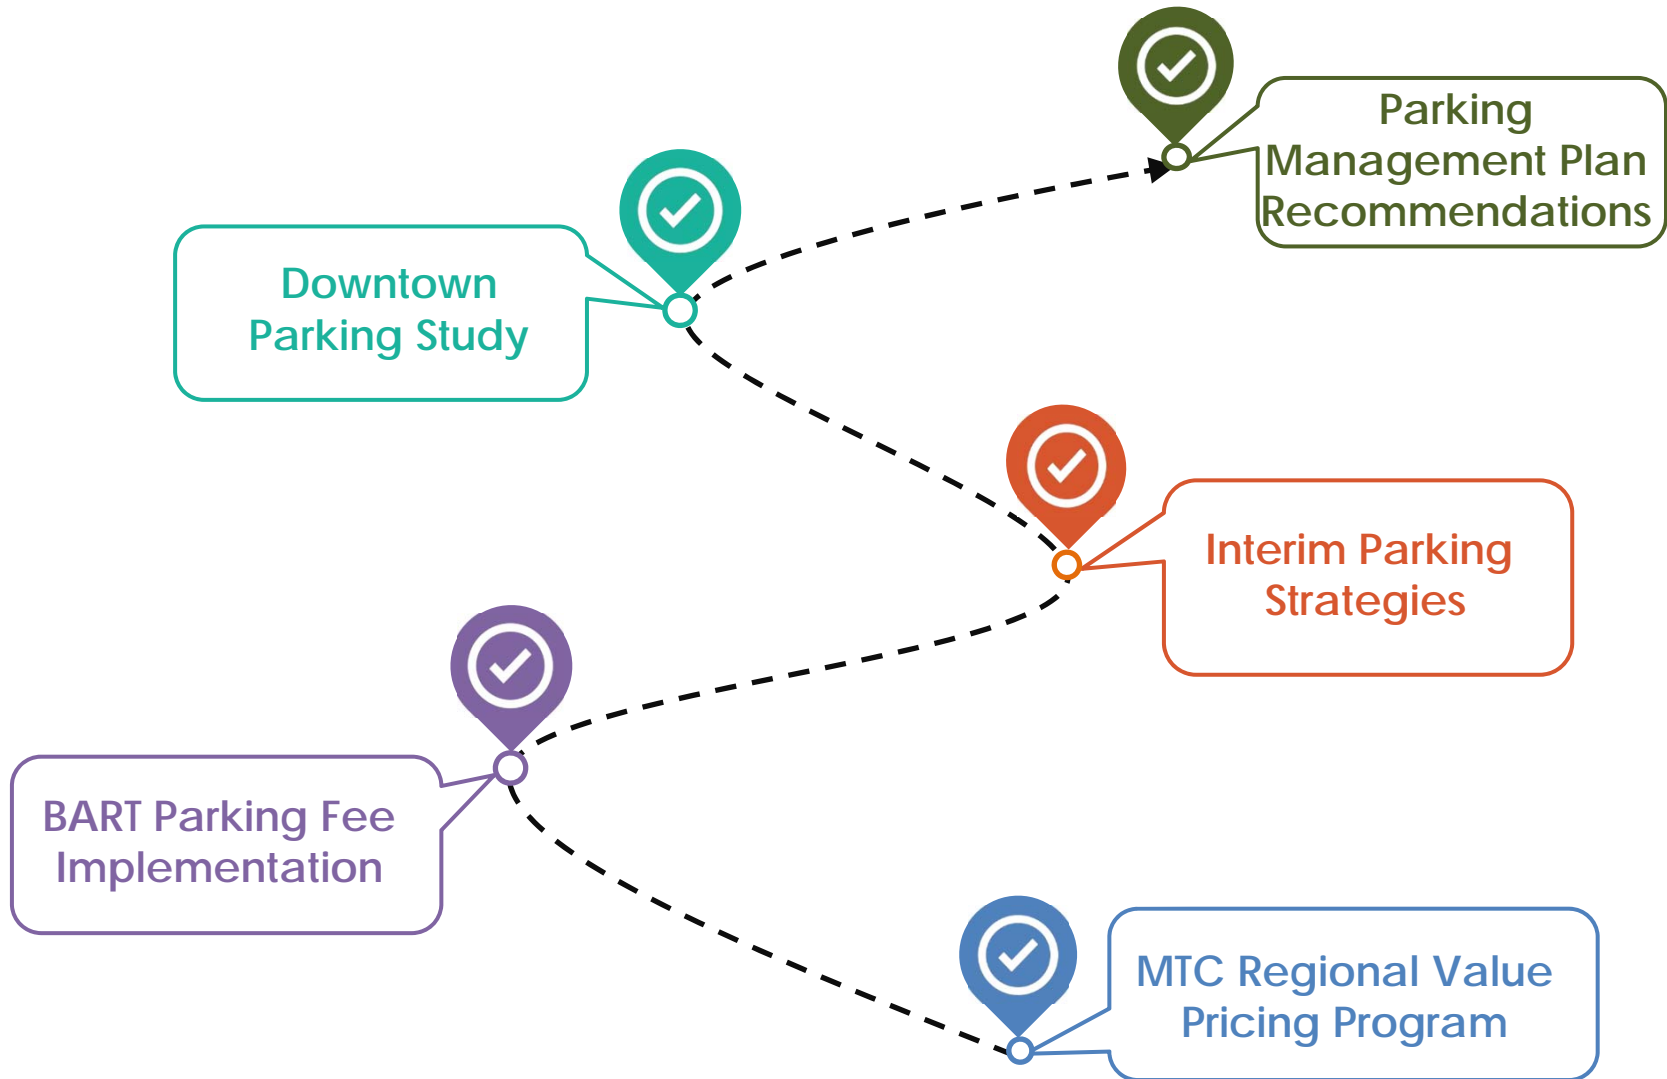 Parking
Management Plan
Recommendations
Downtown
Parking Study
Interim Parking
Strategies
BART Parking Fee
Implementation
MTC Regional Value
Pricing Program